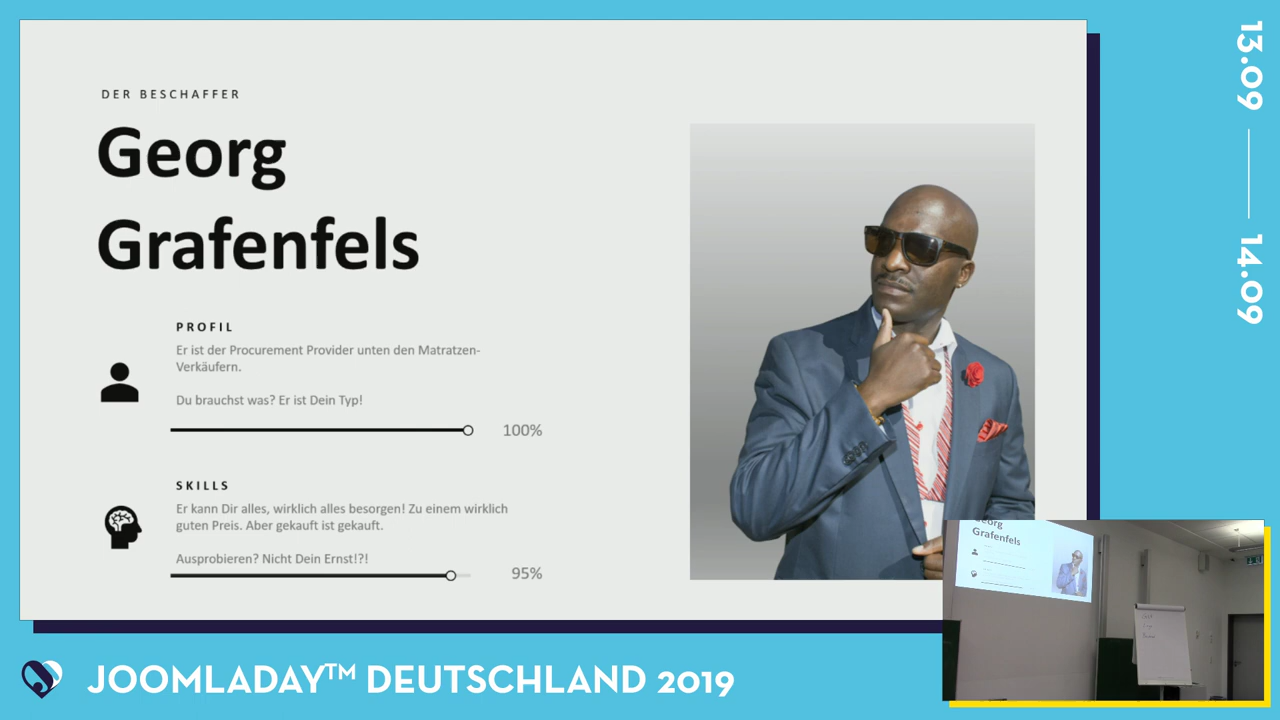 DER BESCHAFFER
Georg
Grafenfels
PROFIL
Er ist der Procurement Provider unten den Matratzen-
Verkäufern.
Du brauchst was? Er ist Dein Typ!
100%
SKILLS
Er kann Dir alles, wirklich alles besorgen! Zu einem wirklich
guten Preis. Aber gekauft ist gekauft.
Ausprobieren? Nicht Dein Ernst!?!
95%
13.09
14.09
Georg
Grafenfels
JOOMLADAY™ DEUTSCHLAND 2019